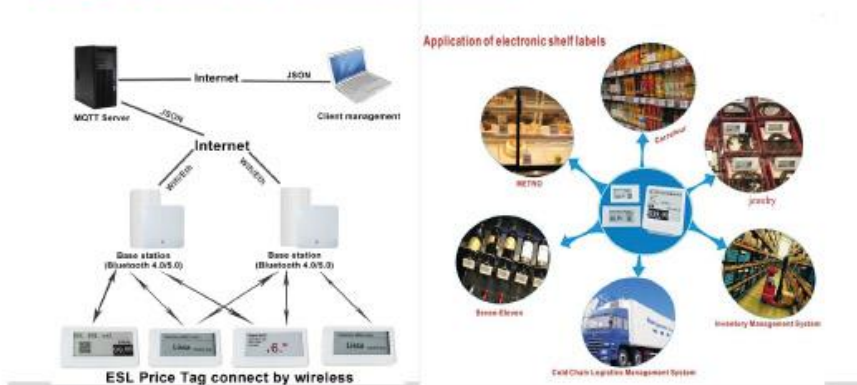 Internet
JSON
MQTT Server
Client management
JSON
Internet
Wifi/Eth
Wifi/Eth
Base station
(Bluetooth 4.0/5.0)
Base station
(Bluetooth 4.0/5.0)
ESL Price Tag connect by wireless
Application of electronic shelf labels
Carrefour
METRO
jewelry
Seven-Eleven
Inventory Management System
Cold Chain Logistics Management System